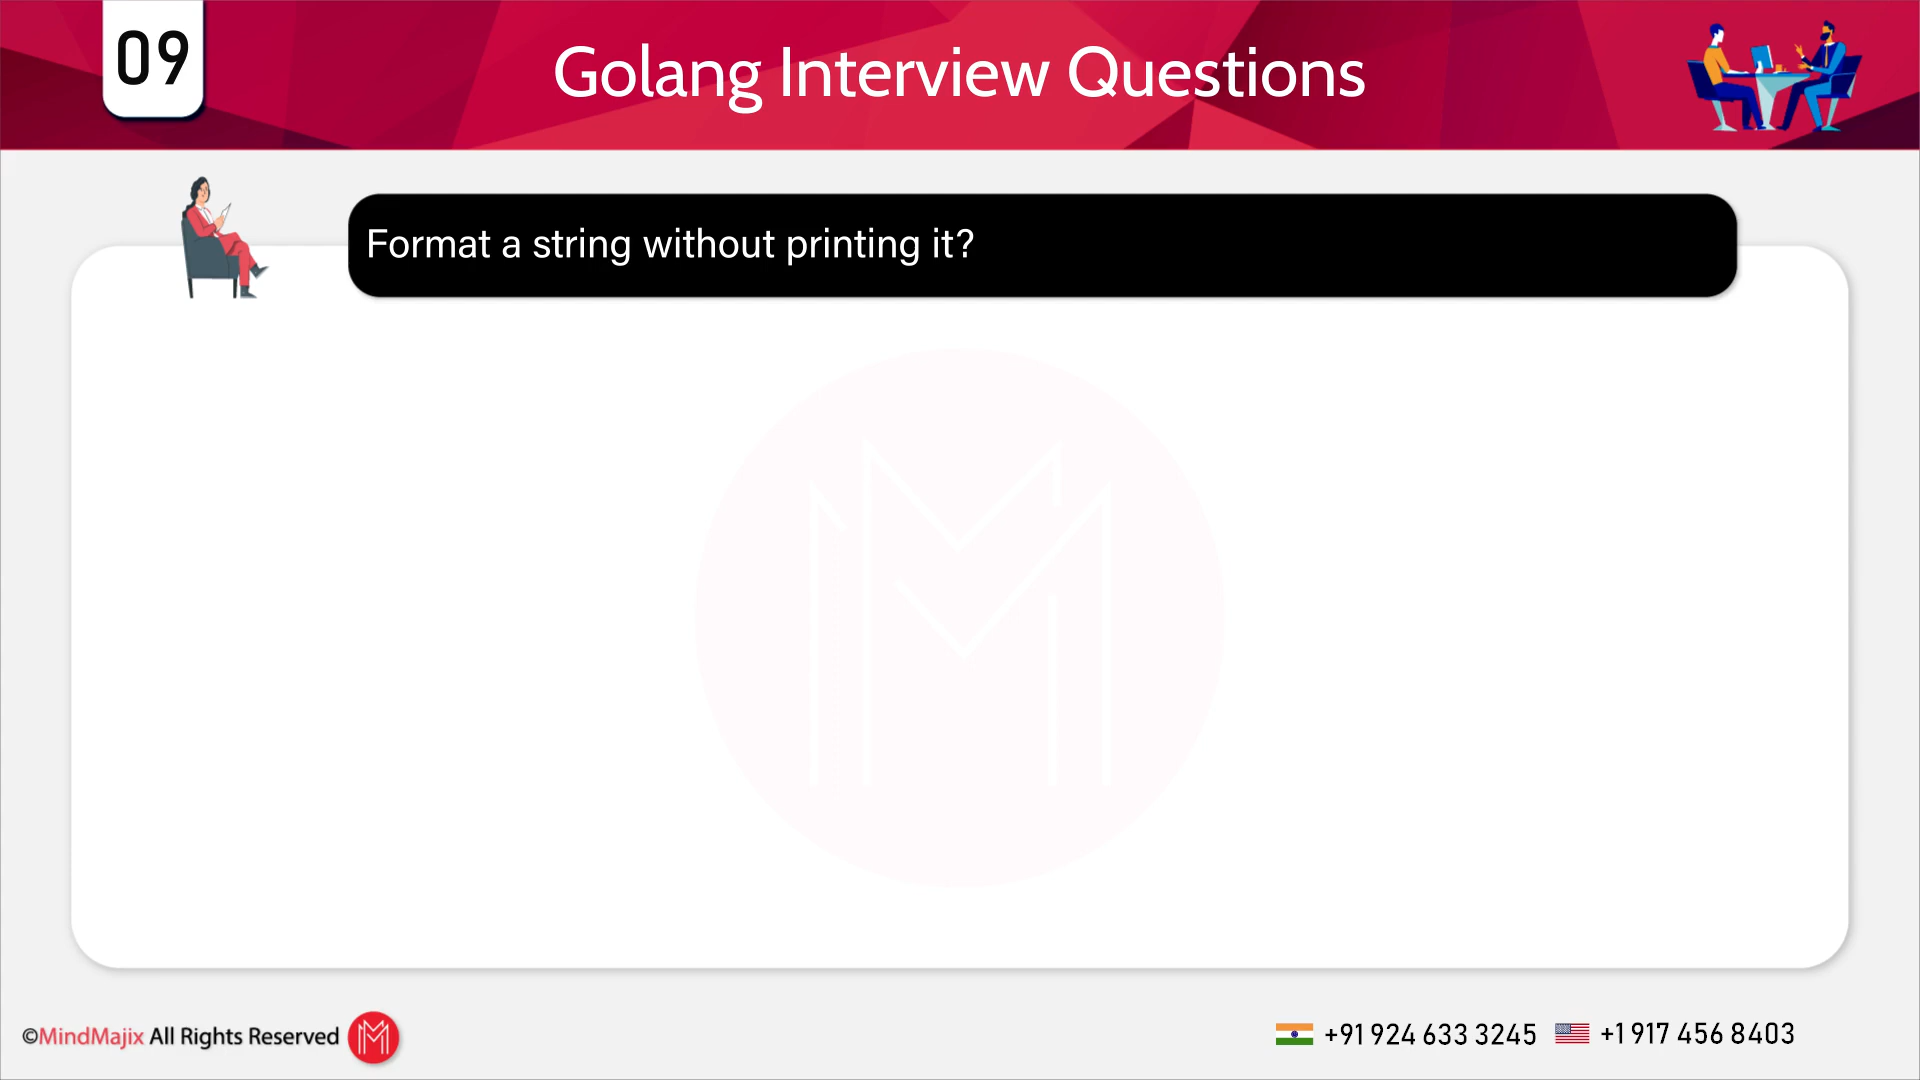 09
Golang Interview Questions
Format a string without printing it?
©MindMajix All Rights Reserved
+91 924 633 3245
+1 917 456 8403